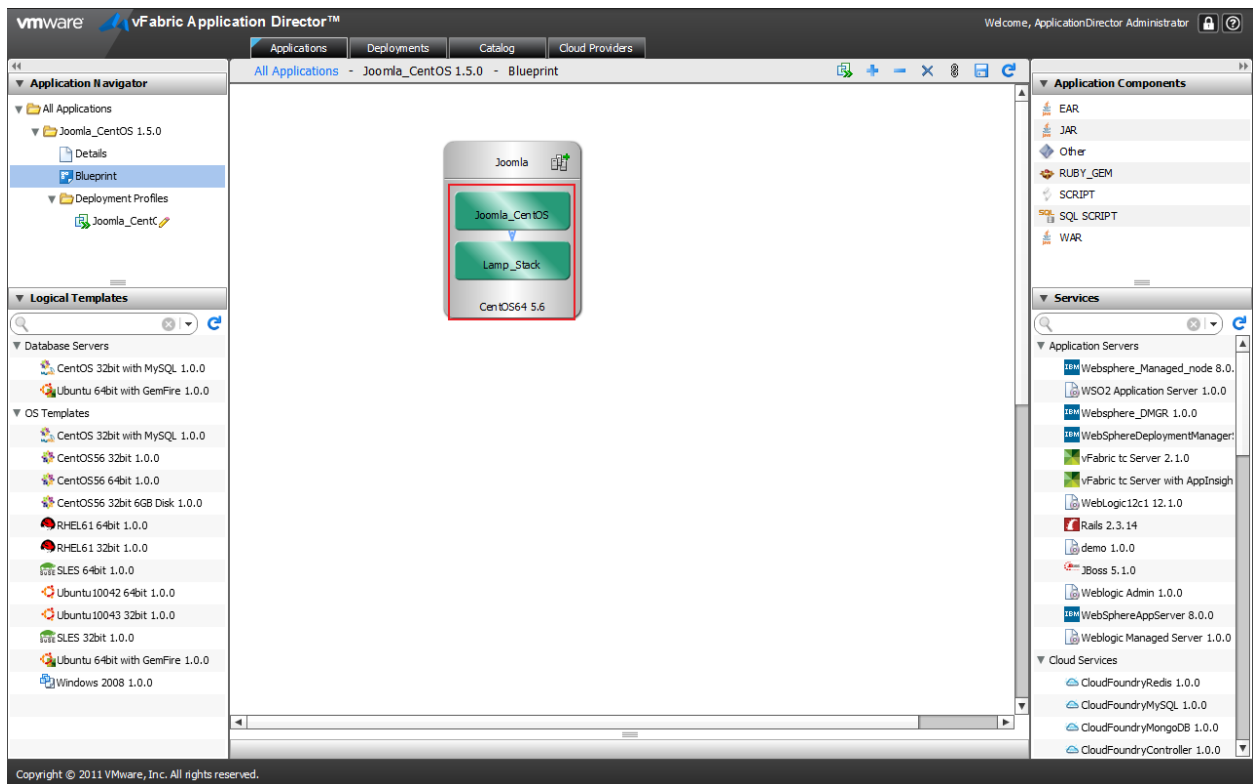 vmware vFabric Application Director™
Welcome, ApplicationDirector Administrator
Applications Deployments Catalog Cloud Providers
Application Navigator
All Applications
Joomla_CentOS 1.5.0
Details
Blueprint
Deployment Profiles
Joomla_CentC
Logical Templates
Database Servers
CentOS 32bit with MySQL 1.0.0
Ubuntu 64bit with GemFire 1.0.0
OS Templates
CentOS 32bit with MySQL 1.0.0
CentOS56 32bit 1.0.0
CentOS56 64bit 1.0.0
CentOS56 32bit 6GB Disk 1.0.0
RHEL61 64bit 1.0.0
RHEL61 32bit 1.0.0
SLES 64bit 1.0.0
Ubuntu10042 64bit 1.0.0
Ubuntu10043 32bit 1.0.0
SLES 32bit 1.0.0
Ubuntu 64bit with GemFire 1.0.0
Windows 2008 1.0.0
All Applications - Joomla_CentOS 1.5.0 - Blueprint
Joomla
Joomla_CentOS
Lamp_Stack
CentOS64 5.6
Application Components
EAR
JAR
Other
RUBY_GEM
SCRIPT
SQL SCRIPT
WAR
Services
Application Servers
IBM Websphere_Managed_node 8.0.
WSO2 Application Server 1.0.0
IBM Websphere_DMGR 1.0.0
IBM WebSphereDeploymentManager
vFabric tc Server 2.1.0
vFabric tc Server with AppInsigh
WebLogic12c1 12.1.0
Rails 2.3.14
demo 1.0.0
JBoss 5.1.0
Weblogic Admin 1.0.0
IBM WebSphereAppServer 8.0.0
Weblogic Managed Server 1.0.0
Cloud Services
CloudFoundryRedis 1.0.0
CloudFoundryMySQL 1.0.0
CloudFoundryMongoDB 1.0.0
CloudFoundryController 1.0.0
Copyright © 2011 VMware, Inc. All rights reserved.